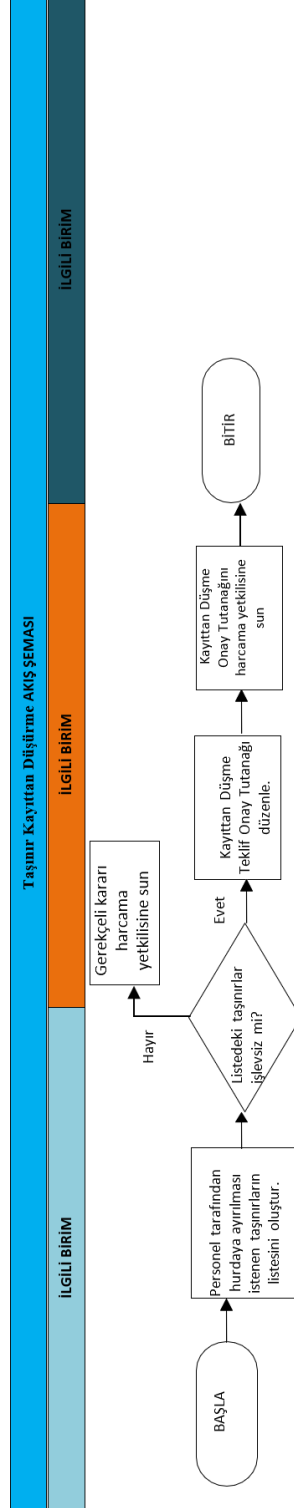 Taşınır Kayıttan Düşürme AKIŞ ŞEMASI
İLGİLİ BİRİM
İLGİLİ BİRİM
İLGİLİ BİRİM
BAŞLA
Personel tarafından
hurdaya ayırılması
istenen taşınırların
listesini oluştur.
Listedeki taşınırlar
işlevsiz mi?
Hayır
Gerekçeli kararı
harcama
yetkilisine sun
Evet
Kayıttan Düşme
Teklif Onay Tutanağı
düzenle.
Kayıttan Düşme
Onay Tutanağını
harcama yetkilisine
sun
BİTİR